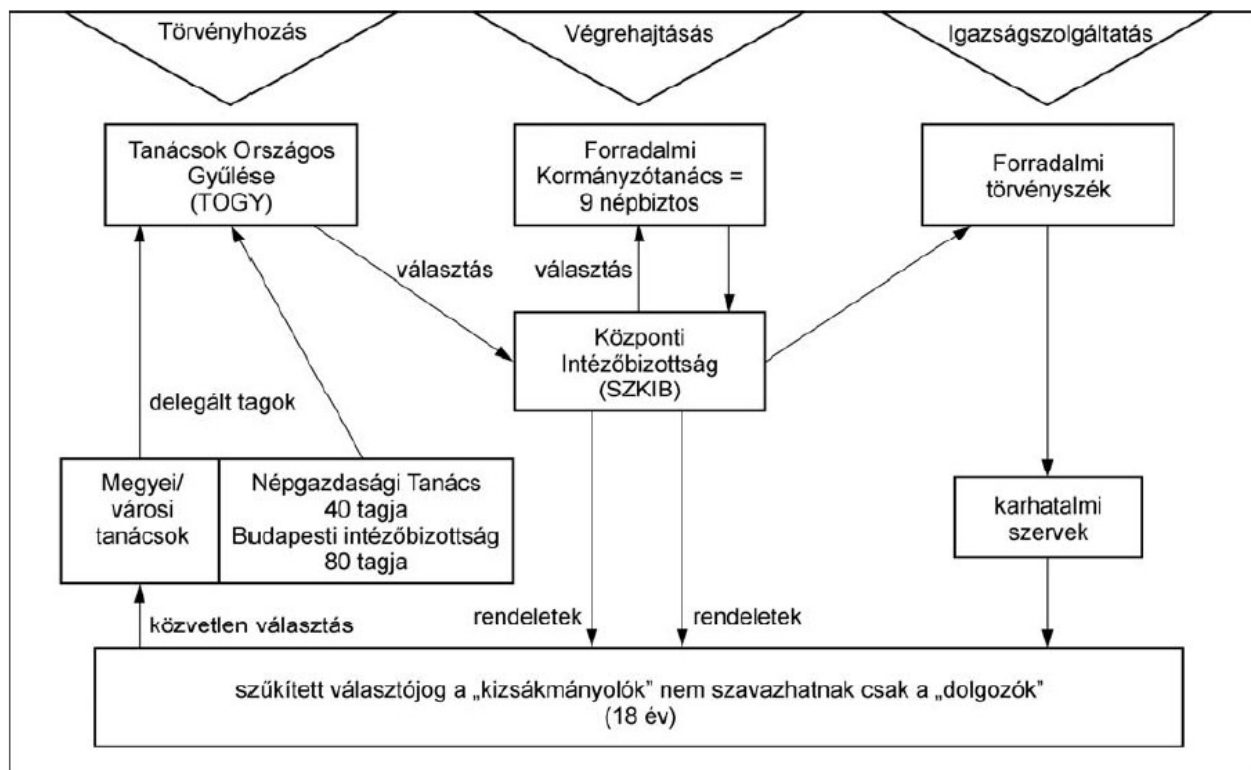 Törvényhozás
Végrehajtásás
Igazságszolgáltatás
Tanácsok Országos
Gyűlése
(TOGY)
Forradalmi
Kormányzótanács =
9 népbiztos
Forradalmi
törvényszék
választás
választás
Központi
Intézőbizottság
(SZKIB)
delegált tagok
Megyei/
városi
tanácsok
Népgazdasági Tanács
40 tagja
Budapesti intézőbizottság
80 tagja
karhatalmi
szervek
közvetlen választás
rendeletek
rendeletek
szűkített választójog a „kizsákmányolók” nem szavazhatnak csak a „dolgozók”
(18 év)